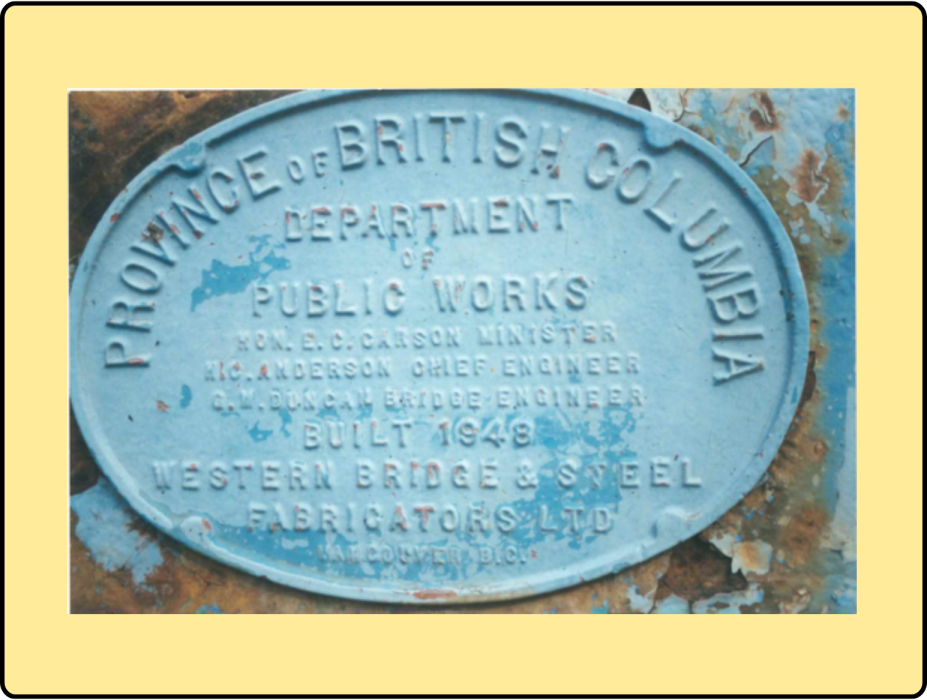 PROVINCE OF BRITISH COLUMBIA
DEPARTMENT
OF
PUBLIC WORKS
HON. E. C. CARSON MINISTER
ANDERSON CHIEF ENGINEER
DUNCAN BRIDGE ENGINEER
BUILT 1948
WESTERN BRIDGE & STEEL
FABRICATORS LTD
VANCOUVER B.C.